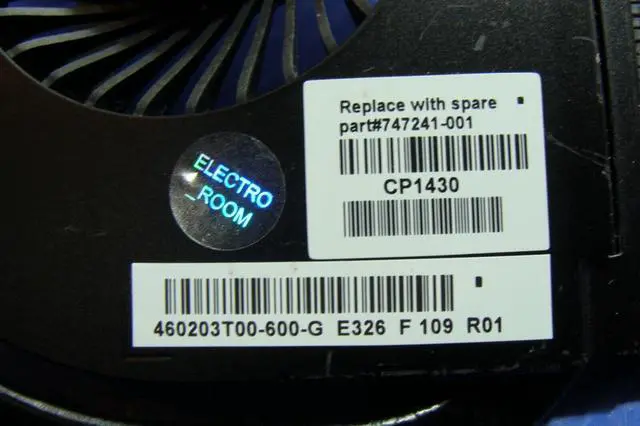 Replace with spare
part#747241-001
CP1430
ELECTRO
_ROOM
460203T00-600-G E326 F 109 R01